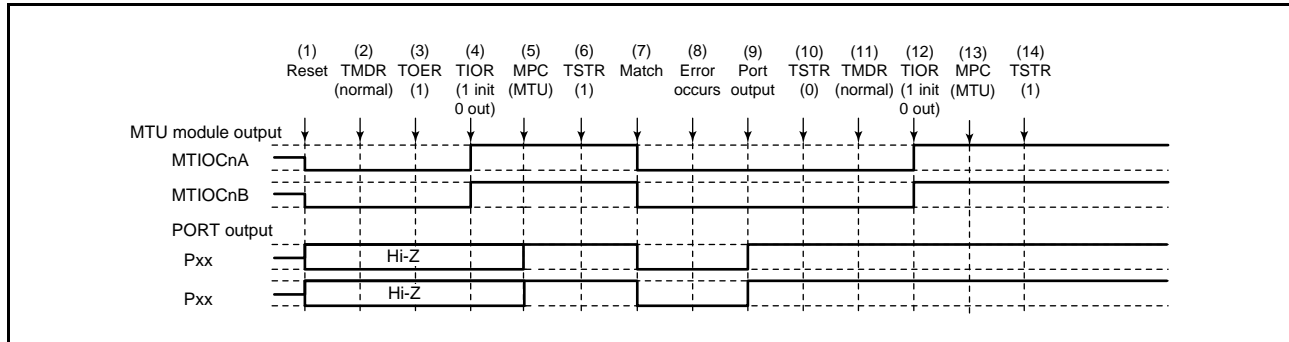 (1) (2) (3) (4) (5) (6) (7) (8) (9) (10) (11) (12) (13) (14)
Reset TMDR TOER TIOR MPC TSTR Match Error Port TSTR TMDR TIOR MPC TSTR
(normal) (1) (1 init (MTU) (1) occurs output (0) (normal) (1 init (MTU) (1)
0 out) 0 out)
MTU module output
MTIOCnA
MTIOCnB
PORT output
Pxx Hi-Z
Pxx Hi-Z